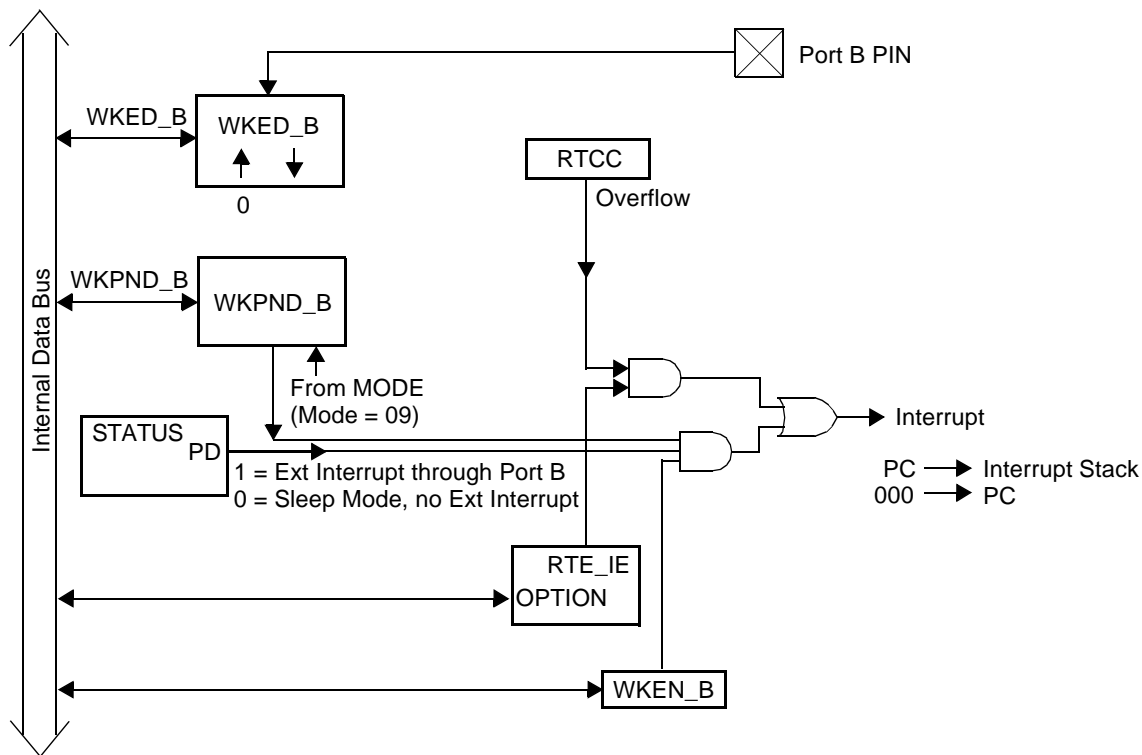 Port B PIN
WKED_B
WKED_B
0
RTCC
Overflow
Internal Data Bus
WKPND_B
WKPND_B
From MODE
(Mode = 09)
STATUS
PD
1 = Ext Interrupt through Port B
0 = Sleep Mode, no Ext Interrupt
Interrupt
PC
Interrupt Stack
000
PC
RTE_IE
OPTION
WKEN_B